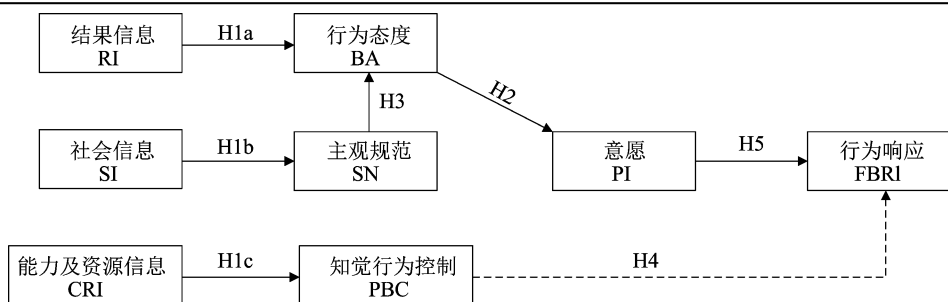 结果信息
RI
H1a
行为态度
BA
H2
H3
社会信息
SI
H1b
主观规范
SN
意愿
PI
H5
行为响应
FBRl
能力及资源信息
CRI
H1c
知觉行为控制
PBC
H4